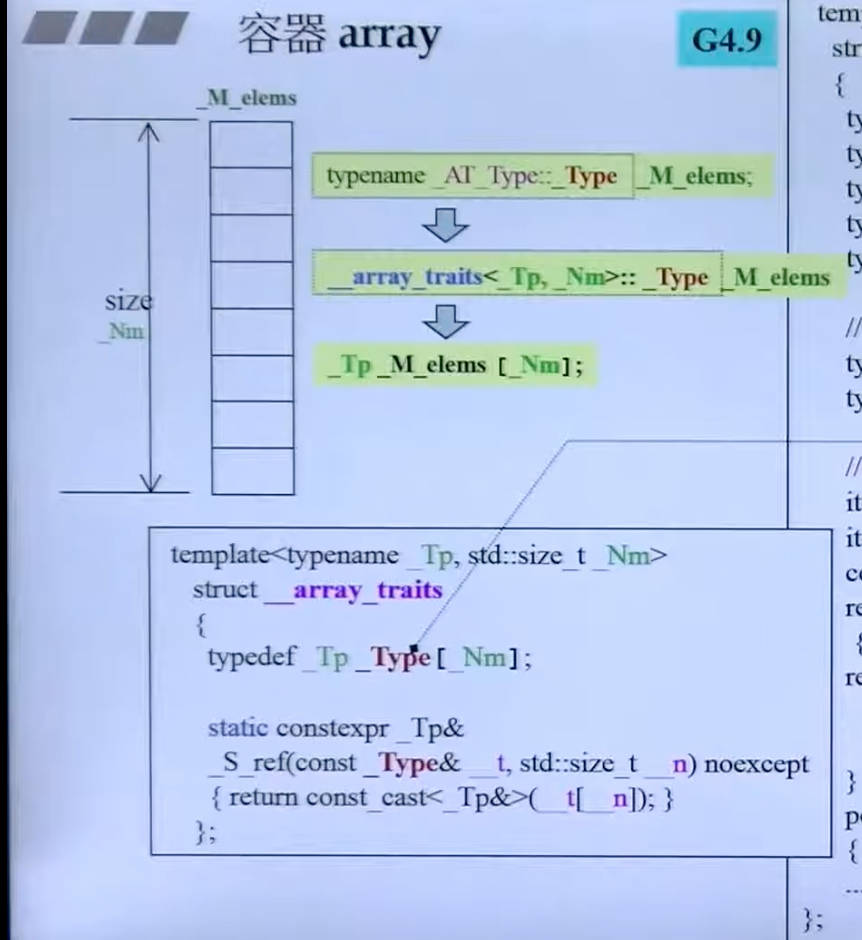 容器 array
G4.9
_M_elems
typename _AT_Type::_Type _M_elems;
__array_traits<_Tp, _Nm>:: _Type _M_elems
size
_Nm
_Tp _M_elems [_Nm];
template<typename _Tp, std::size_t _Nm>
struct __array_traits
{
typedef _Tp _Type[_Nm];
static constexpr _Tp&
_S_ref(const _Type& __t, std::size_t __n) noexcept
{ return const_cast<_Tp&>(__t[__n]); }
};
tem
str
{
ty
ty
ty
ty
ty
//
ty
ty
//
it
it
co
re
{
re
}
po
{
...
};